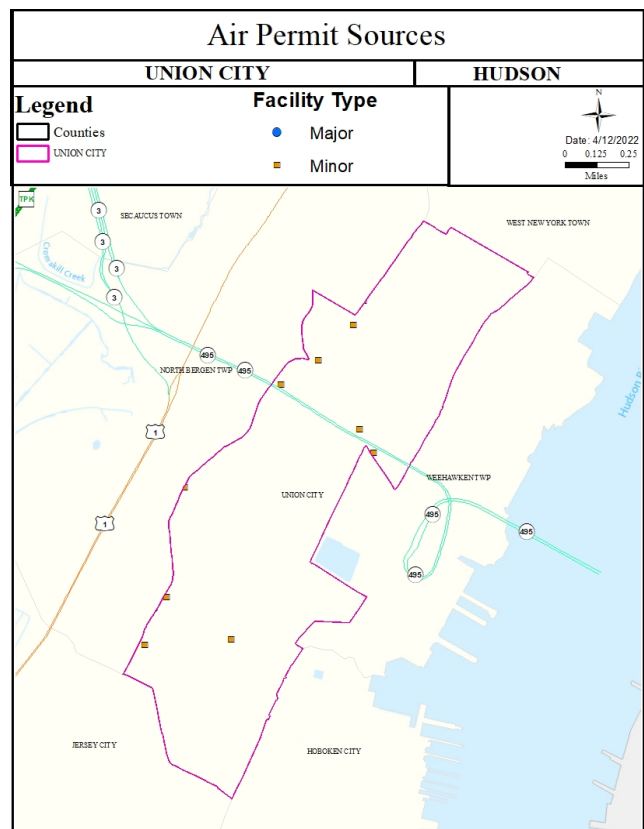 Air Permit Sources
UNION CITY
HUDSON
Legend
Counties
UNION CITY
Facility Type
Major
Minor
N
Date: 4/12/2022
0 0.125 0.25
Miles
TPK
3
SECAUCUS TOWN
WEST NEW YORK TOWN
3
Cromakill Creek
3
3
495
NORTH BERGEN TWP
495
Hudson
1
WEEHAWKEN TWP
UNION CITY
495
1
495
495
JERSEY CITY
HOBOKEN CITY